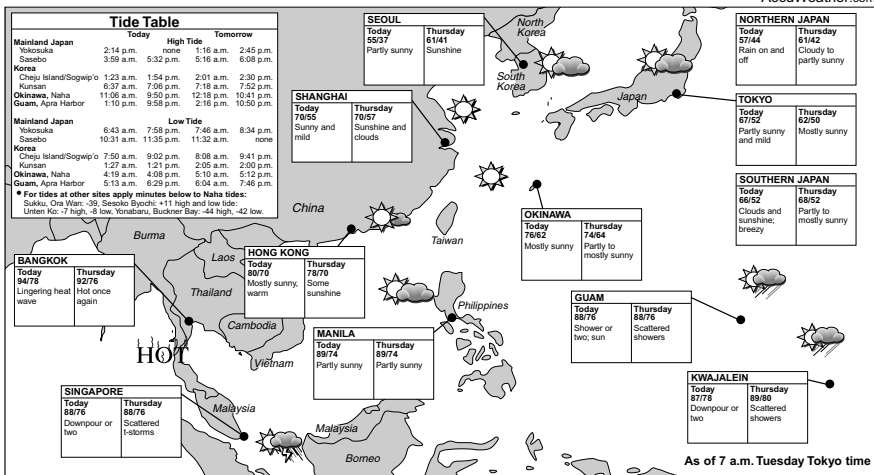 AccuWeather.com
Tide Table
Today Tomorrow
High Tide
Mainland Japan
Yokosuka 2:14 p.m. none 1:16 a.m. 2:45 p.m.
Sasebo 3:59 a.m. 5:32 p.m. 5:16 a.m. 6:08 p.m.
Korea
Cheju Island/Sogwip'o 1:23 a.m. 1:54 p.m. 2:01 a.m. 2:30 p.m.
Kunsan 6:37 a.m. 7:06 p.m. 7:18 a.m. 7:52 p.m.
Okinawa, Naha 11:06 a.m. 9:50 p.m. 12:18 p.m. 10:41 p.m.
Guam, Apra Harbor 1:10 p.m. 9:58 p.m. 2:16 p.m. 10:50 p.m.
Mainland Japan Low Tide
Yokosuka 6:43 a.m. 7:58 p.m. 7:46 a.m. 8:34 p.m.
Sasebo 10:31 a.m. 11:35 p.m. 11:32 a.m. none
Korea
Cheju Island/Sogwip'o 7:50 a.m. 9:02 p.m. 8:08 a.m. 9:41 p.m.
Kunsan 1:27 a.m. 1:21 p.m. 2:05 a.m. 2:00 p.m.
Okinawa, Naha 4:19 a.m. 4:08 p.m. 5:10 a.m. 5:12 p.m.
Guam, Apra Harbor 5:13 a.m. 6:29 p.m. 6:04 a.m. 7:46 p.m.
• For tides at other sites apply minutes below to Naha tides:
Sukku, Ora Wan: -39, Sesoko Byochi: +11 high and low tide:
Unten Ko: -7 high, -8 low, Yonabaru, Buckner Bay: -44 high, -42 low.
SEOUL
Today Thursday
55/37 61/41
Partly sunny Sunshine
North
Korea
South
Korea
Japan
NORTHERN JAPAN
Today Thursday
57/44 61/42
Rain on and Cloudy to
off partly sunny
SHANGHAI
Today Thursday
70/55 70/57
Sunny and Sunshine and
mild clouds
TOKYO
Today Thursday
67/52 62/50
Partly sunny Mostly sunny
and mild
SOUTHERN JAPAN
Today Thursday
66/52 68/52
Clouds and Partly to
sunshine; mostly sunny
breezy
China
Taiwan
OKINAWA
Today Thursday
76/62 74/64
Mostly sunny Partly to
mostly sunny
Burma
Laos
Thailand
Cambodia
Vietnam
BANGKOK
Today Thursday
94/78 92/76
Lingering heat Hot once
wave again
HONG KONG
Today Thursday
80/70 78/70
Mostly sunny, Some
warm sunshine
HOT
Philippines
MANILA
Today Thursday
89/74 89/74
Partly sunny Partly sunny
GUAM
Today Thursday
88/76 88/76
Shower or Scattered
two; sun showers
KWAJALEIN
Today Thursday
87/78 89/80
Downpour or Scattered
two showers
SINGAPORE
Today Thursday
88/76 88/76
Downpour or Scattered
two t-storms
Malaysia
Malaysia
Borneo
As of 7 a.m. Tuesday Tokyo time